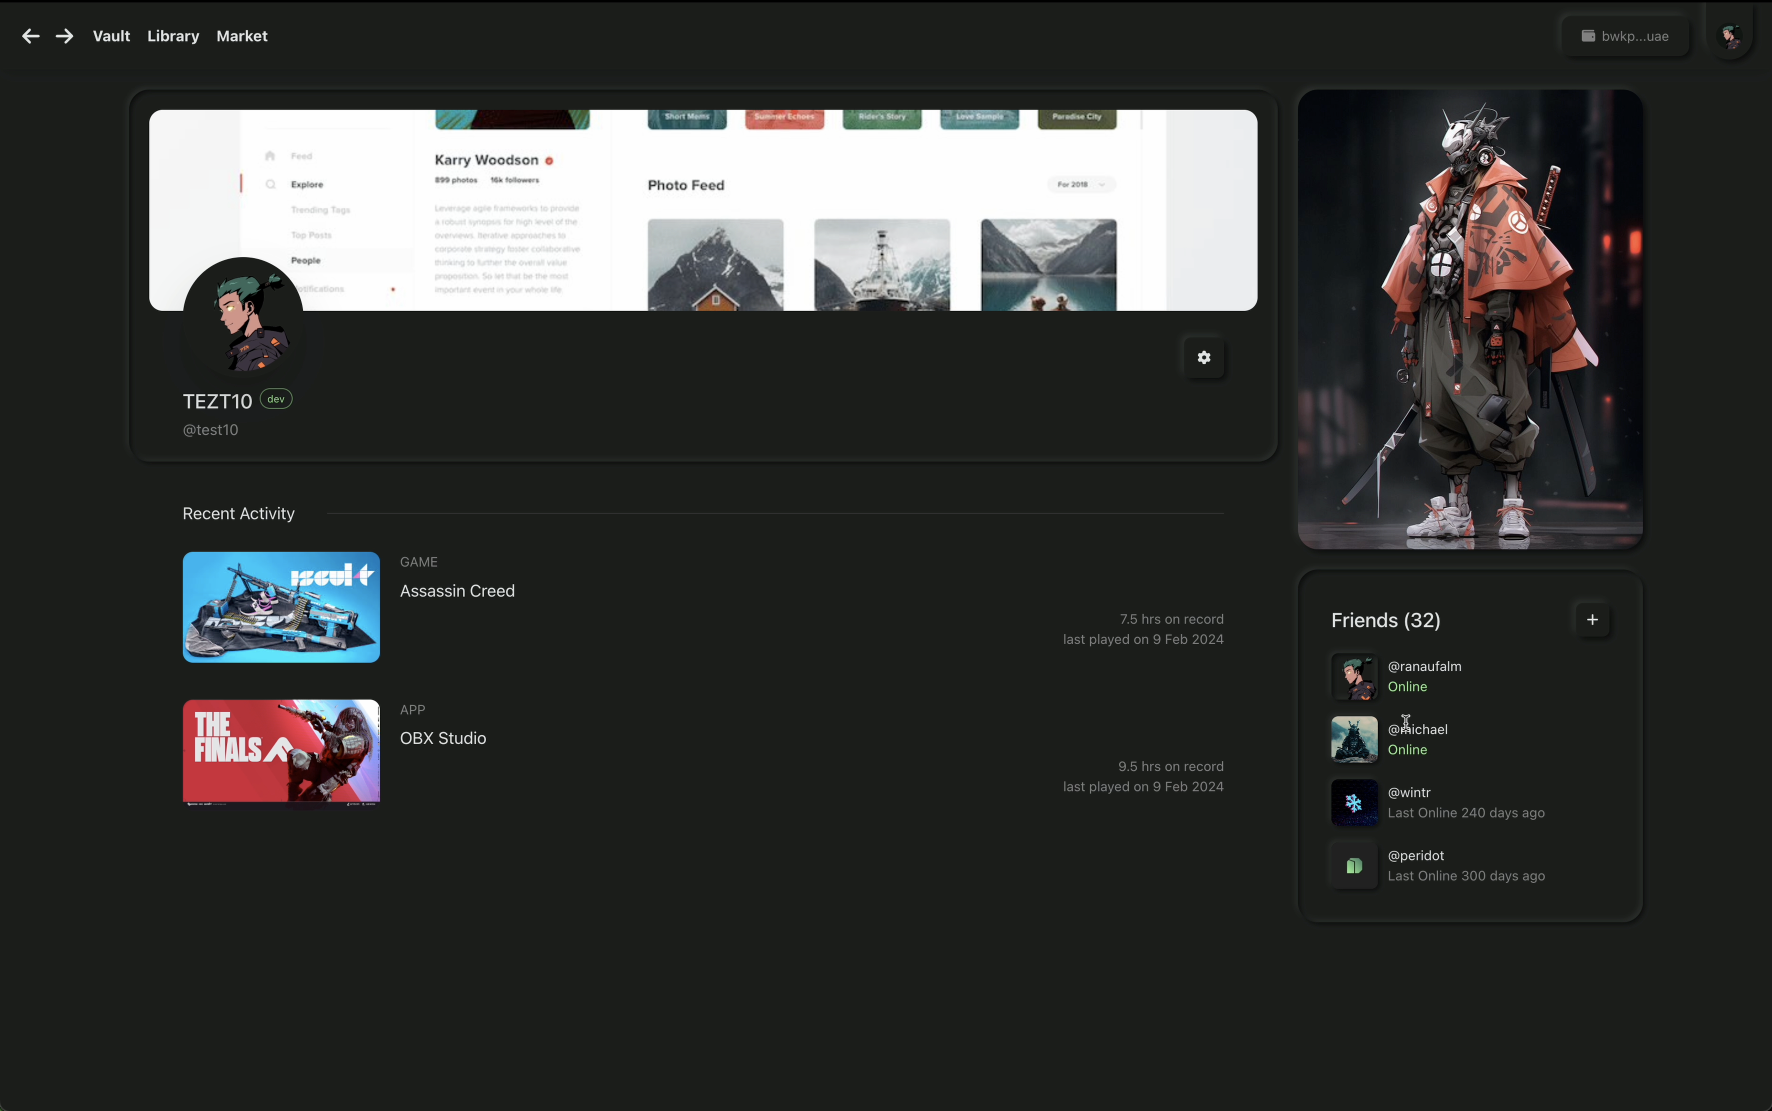 Vault Library Market
bwkp...uae
Short Mems
Summer Echoes
Rider's Story
Love Sample
Paradise City
Feed
Explore
Trending Tags
Top Posts
People
Karry Woodson
899 photos 16k followers
Leverage agile frameworks to provide
a robust synopsis for high level of the
overviews. Iterative approaches to
corporate strategy foster collaborative
thinking to further the overall value
proposition. So let that be the most
important event in your whole life.
Photo Feed
For 2018
TEZT10 dev
@test10
Recent Activity
GAME
Assassin Creed
7.5 hrs on record
last played on 9 Feb 2024
THE
FINALS
APP
OBX Studio
9.5 hrs on record
last played on 9 Feb 2024
Friends (32)
+
@ranaufalm
Online
@michael
Online
@wintr
Last Online 240 days ago
@peridot
Last Online 300 days ago